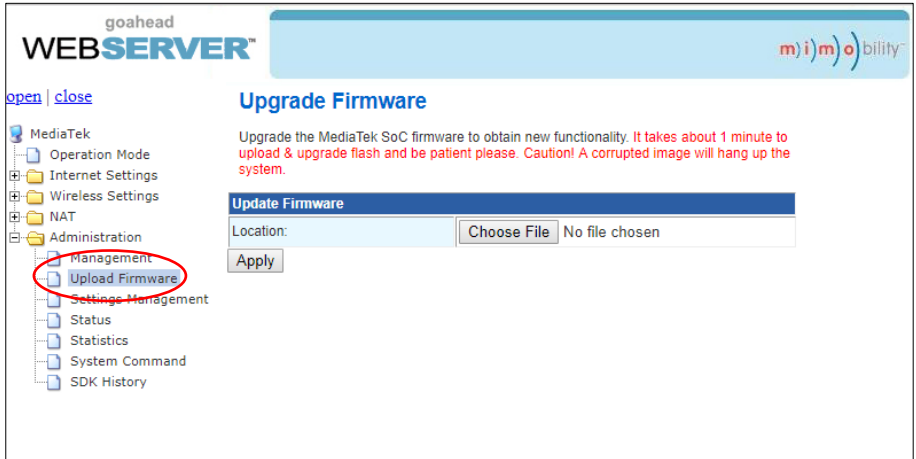 goahead
WEBSERVER™
m)i)m)o)bility™
open | close
MediaTek
Operation Mode
Internet Settings
Wireless Settings
NAT
Administration
Management
Upload Firmware
Settings Management
Status
Statistics
System Command
SDK History
Upgrade Firmware
Upgrade the MediaTek SoC firmware to obtain new functionality. It takes about 1 minute to
upload & upgrade flash and be patient please. Caution! A corrupted image will hang up the
system.
Update Firmware
Location: Choose File No file chosen
Apply